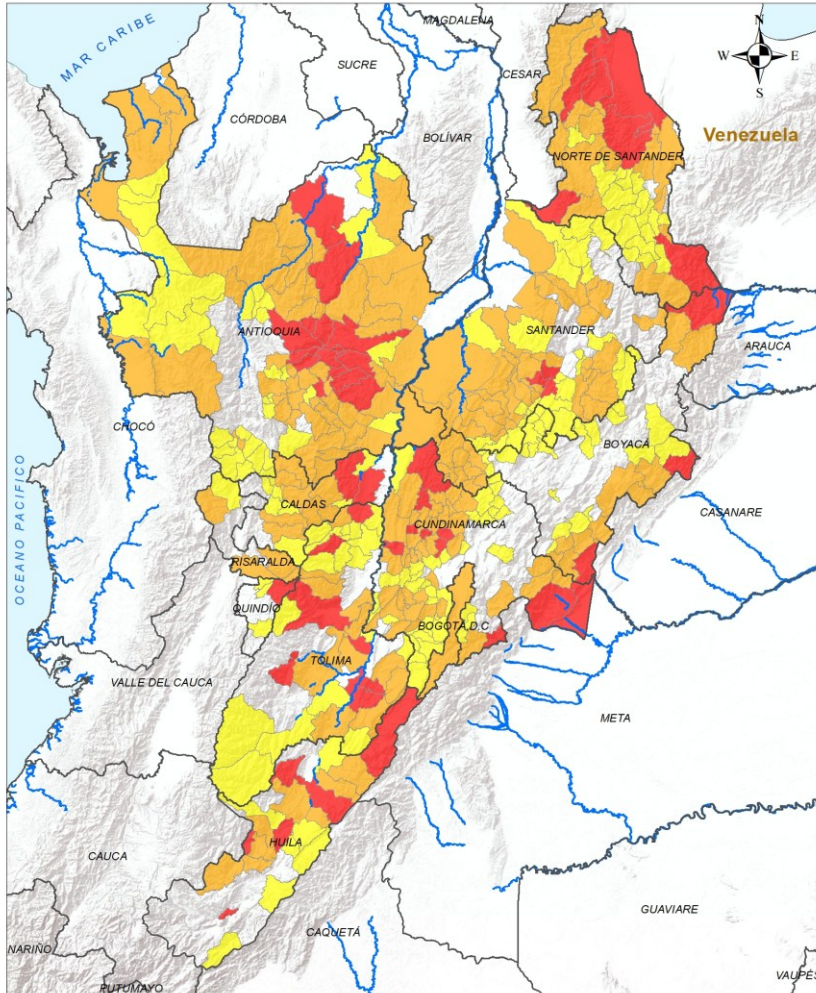 MAGDALENA
N
W E
S
MAR CARIBE
SUCRE
CESAR
CÓRDOBA
BOLÍVAR
Venezuela
NORTE DE SANTANDER
ANTIOQUIA
SANTANDER
ARAUCA
CHOCÓ
BOYACÁ
OCEANO PACIFICO
CALDAS
CUNDINAMARCA
CASANARE
RISARALDA
QUINDÍO
BOGOTÁ,D.C
TOLIMA
VALLE DEL CAUCA
META
CAUCA
HUILA
GUAVIARE
CAQUETÁ
NARIÑO
PUTUMAYO
VAUPÉS